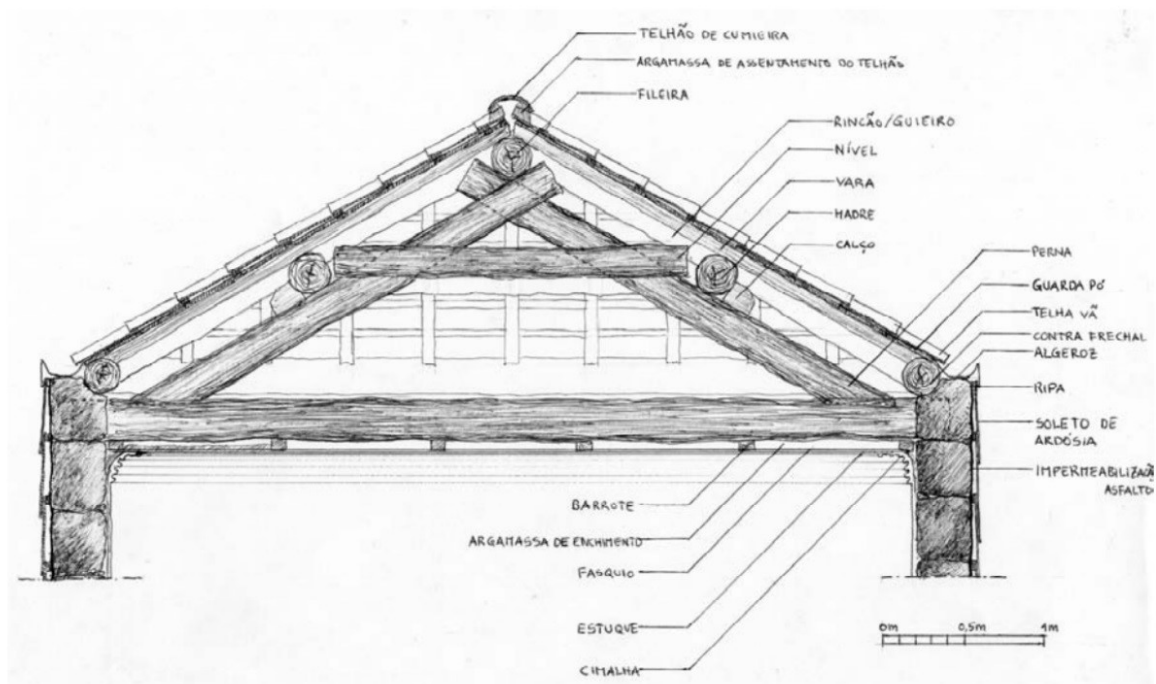 TELHÃO DE CUMIEIRA
ARGAMASSA DE ASSENTAMENTO DO TELHÃO
FILEIRA
RINCÃO/GUIEIRO
NÍVEL
VARA
MADRE
CALÇO
PERNA
GUARDA PÓ
TELHA VÃ
CONTRA FRECHAL
ALGEROZ
RIPA
SOLETO DE
ARDÓSIA
IMPERMEABILIZAÇÃO
ASFALTO
BARROTE
ARGAMASSA DE ENCHIMENTO
FASQUIO
ESTUQUE
CIMALHA
0m 0,5m 1m